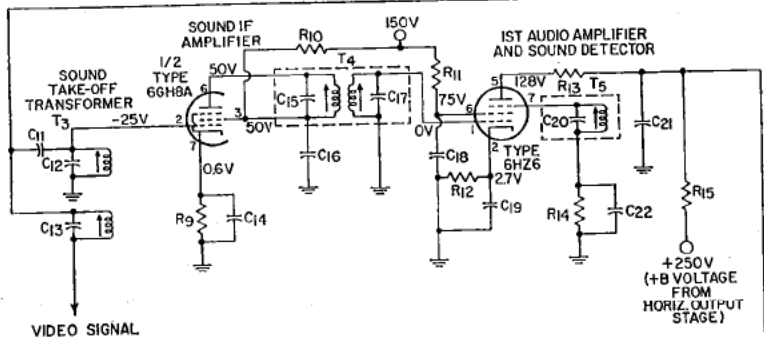 SOUND IF
AMPLIFIER
150V
1ST AUDIO AMPLIFIER
AND SOUND DETECTOR
R10
1/2
TYPE
6GH8A
SOUND
TAKE-OFF
TRANSFORMER
T3
50V
T4
R11
5
128V
R13
T5
6
C15
C17
75V
6
7
C11
-25V
2
3
50V
0V
1
C20
C21
C12
7
C16
C18
2
TYPE
6HZ6
0.6V
R12
2.7V
R15
C13
R9
C14
C19
R14
C22
+250V
(+B VOLTAGE
FROM
HORIZ. OUTPUT
STAGE)
VIDEO SIGNAL